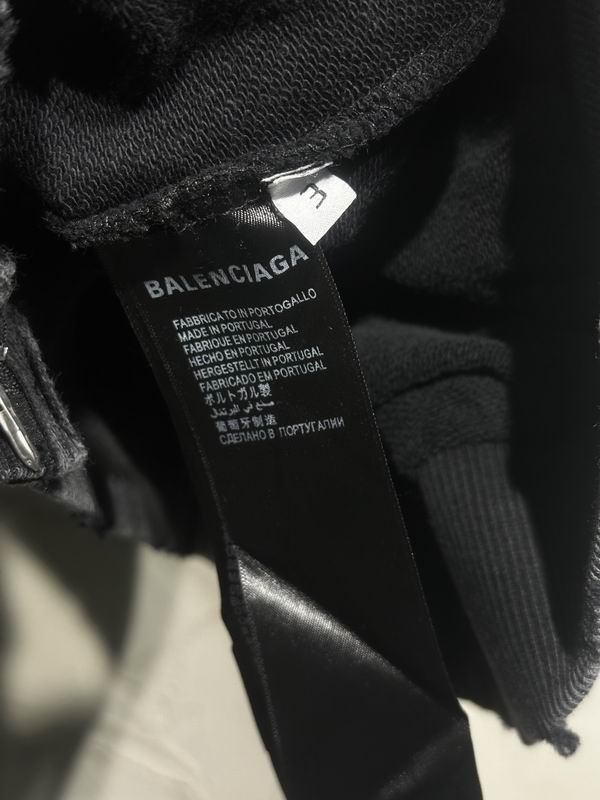 3
BALENCIAGA
FABBRICATO IN PORTOGALLO
MADE IN PORTUGAL
FABRIQUE EN PORTUGAL
HECHO EN PORTUGAL
HERGESTELLT IN PORTUGAL
FABRICADO EM PORTUGAL
ポルトガル製
صنع في البرتغال
葡萄牙制造
СДЕЛАНО В ПОРТУГАЛИИ